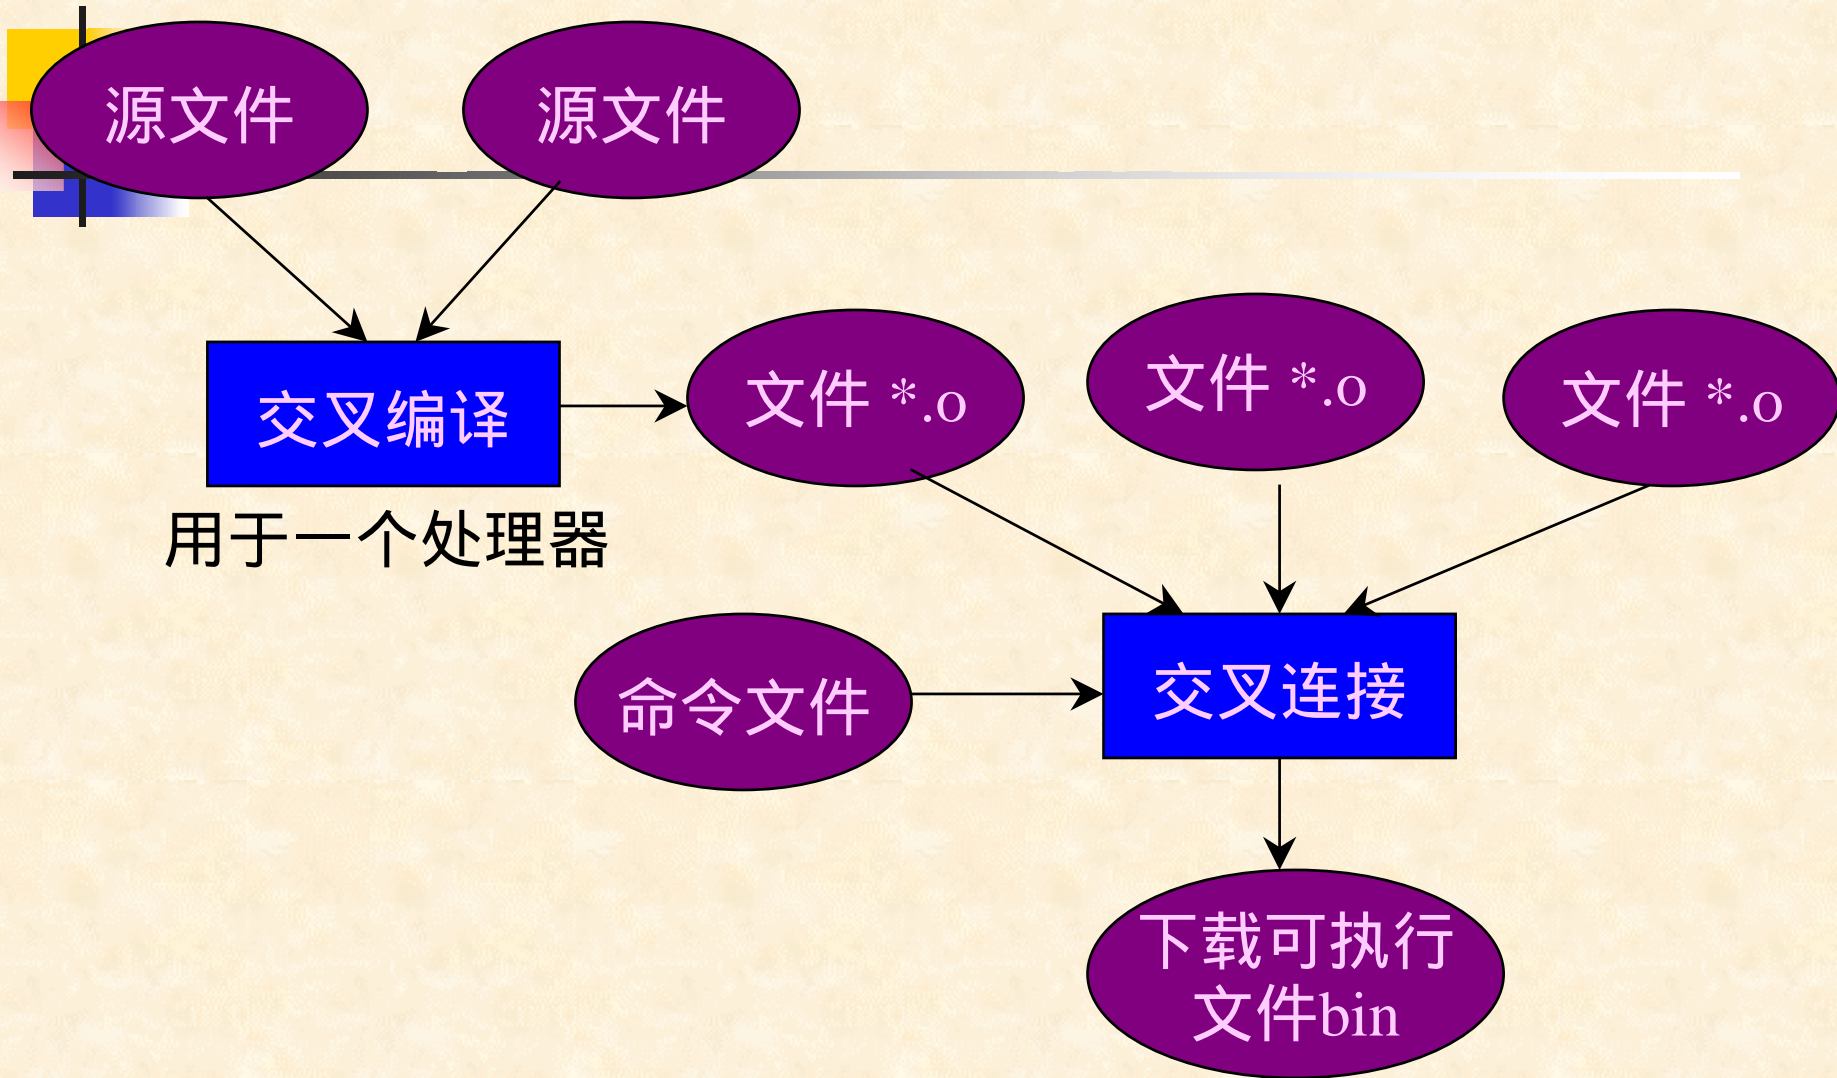 源文件
源文件
交叉编译
用于一个处理器
文件 *.o
文件 *.o
文件 *.o
命令文件
交叉连接
下载可执行
文件bin